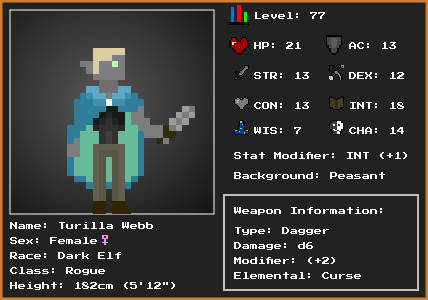 Level: 77
HP: 21
AC: 13
STR: 13
DEX: 12
CON: 13
INT: 18
WIS: 7
CHA: 14
Stat Modifier: INT (+1)
Background: Peasant
Weapon Information:
Type: Dagger
Damage: d6
Modifier: (+2)
Elemental: Curse
Name: Turilla Webb
Sex: Female♀
Race: Dark Elf
Class: Rogue
Height: 182cm (5'12")